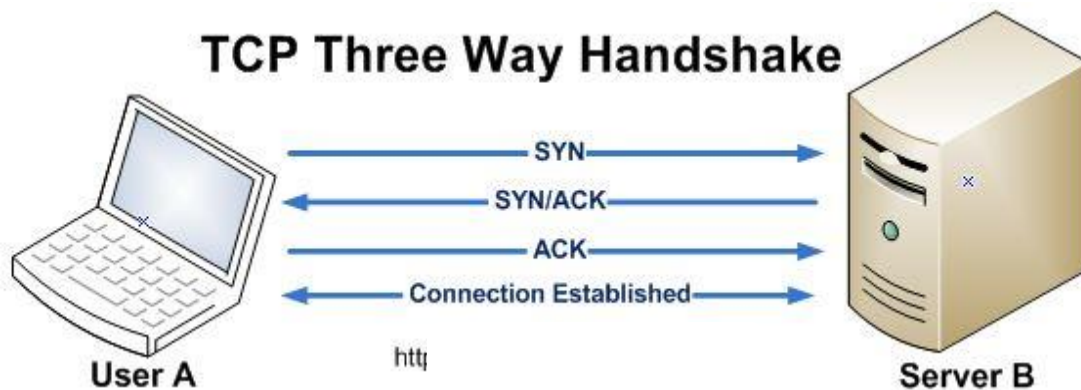 TCP Three Way Handshake
SYN
SYN/ACK
ACK
Connection Established
User A
Server B